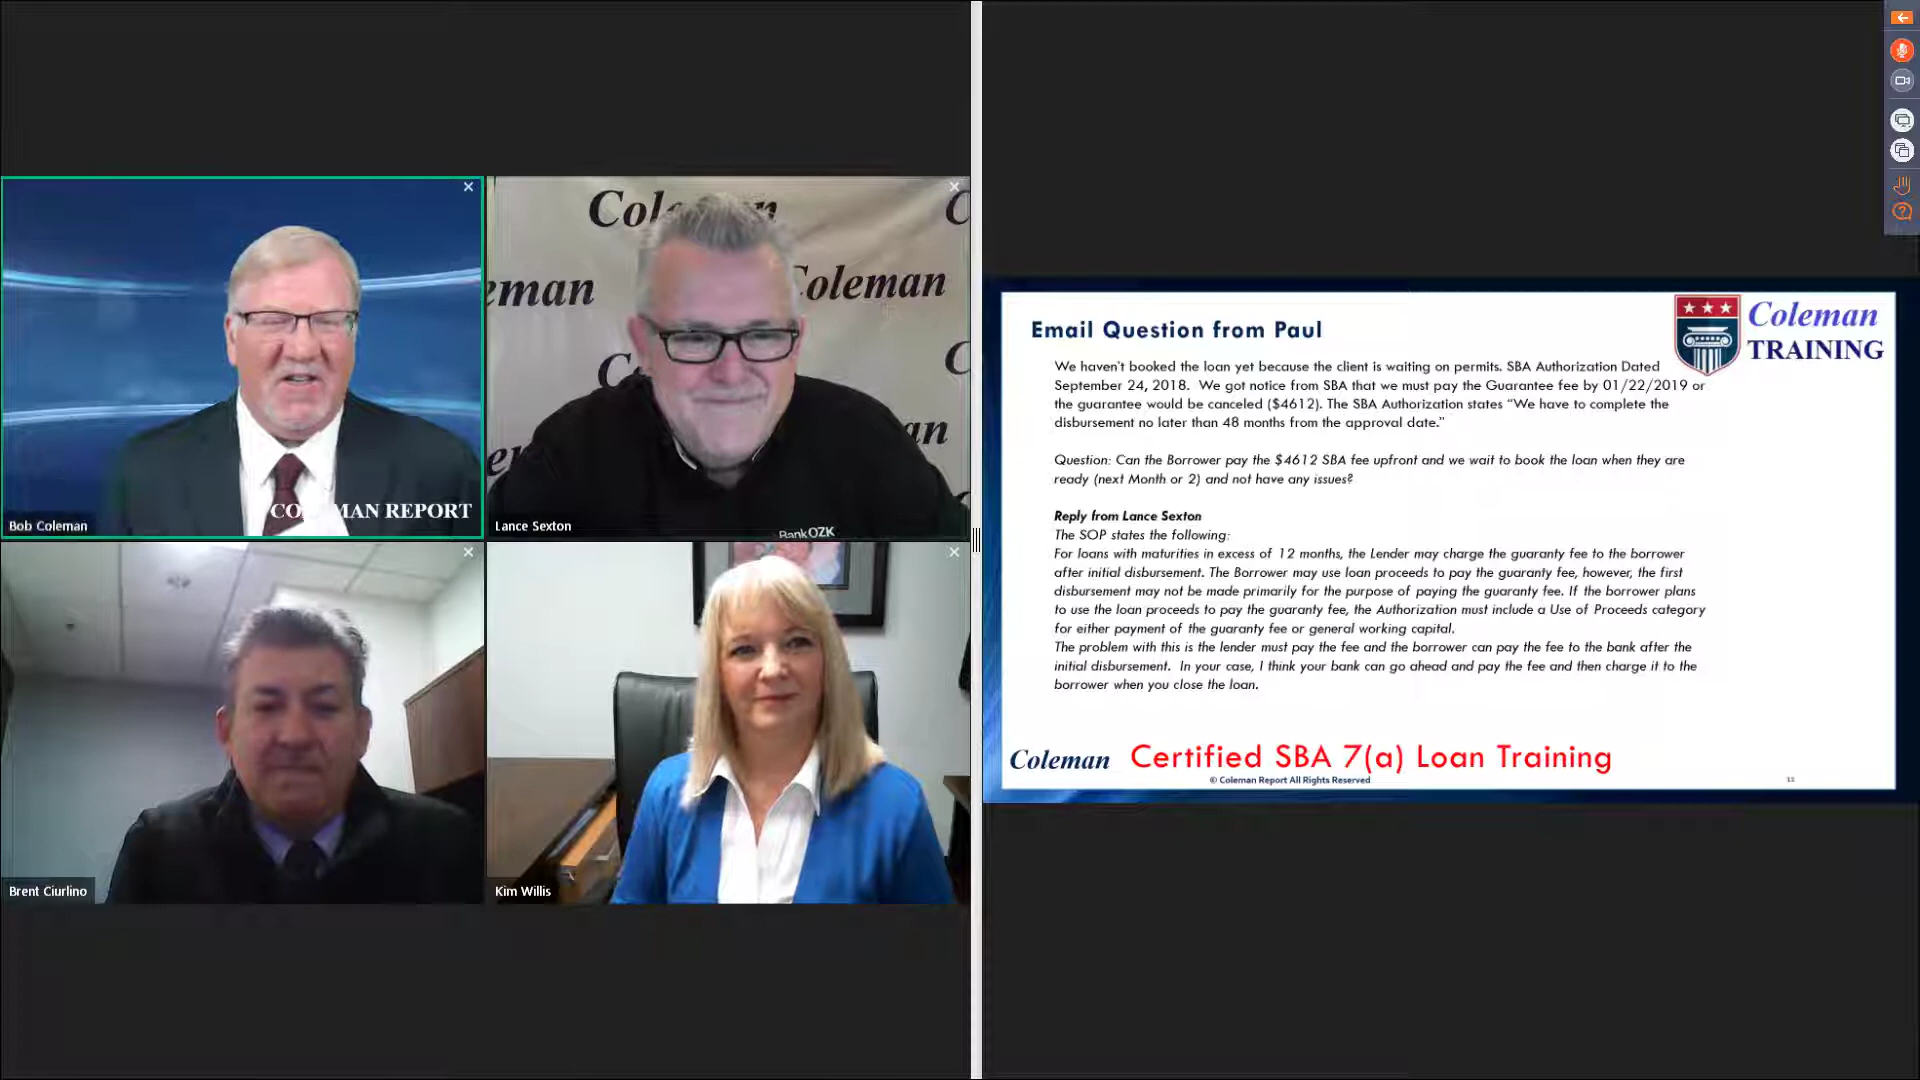 COLEMAN REPORT
Bob Coleman
Coleman
Coleman
Coleman
BankOZK
Lance Sexton
Brent Ciurlino
Kim Willis
Coleman
TRAINING
Email Question from Paul
We haven't booked the loan yet because the client is waiting on permits. SBA Authorization Dated
September 24, 2018. We got notice from SBA that we must pay the Guarantee fee by 01/22/2019 or
the guarantee would be canceled ($4612). The SBA Authorization states "We have to complete the
disbursement no later than 48 months from the approval date."
Question: Can the Borrower pay the $4612 SBA fee upfront and we wait to book the loan when they are
ready (next Month or 2) and not have any issues?
Reply from Lance Sexton
The SOP states the following:
For loans with maturities in excess of 12 months, the Lender may charge the guaranty fee to the borrower
after initial disbursement. The Borrower may use loan proceeds to pay the guaranty fee, however, the first
disbursement may not be made primarily for the purpose of paying the guaranty fee. If the borrower plans
to use the loan proceeds to pay the guaranty fee, the Authorization must include a Use of Proceeds category
for either payment of the guaranty fee or general working capital.
The problem with this is the lender must pay the fee and the borrower can pay the fee to the bank after the
initial disbursement. In your case, I think your bank can go ahead and pay the fee and then charge it to the
borrower when you close the loan.
Coleman Certified SBA 7(a) Loan Training
© Coleman Report All Rights Reserved
11